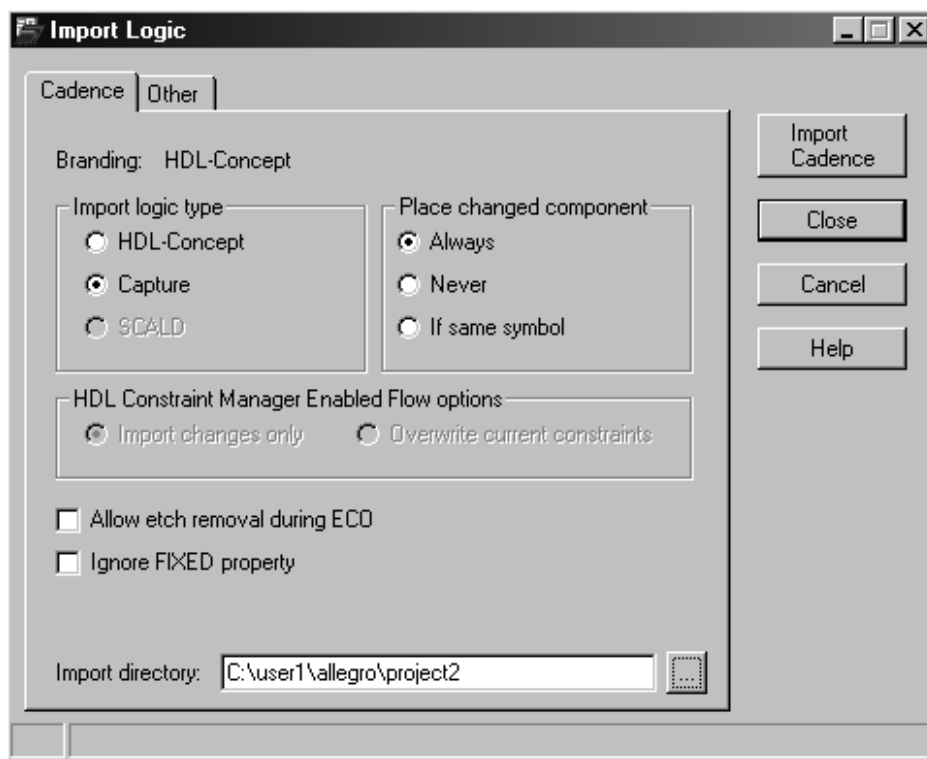 Import Logic
Cadence Other
Branding: HDL-Concept
Import logic type
HDL-Concept
Capture
SCALD
Place changed component
Always
Never
If same symbol
HDL Constraint Manager Enabled Flow options
Import changes only Overwrite current constraints
Allow etch removal during ECO
Ignore FIXED property
Import directory: C:\user1\allegro\project2 ...
Import
Cadence
Close
Cancel
Help